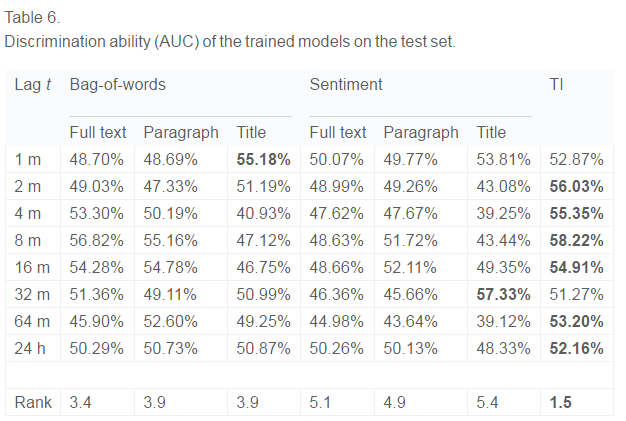 Table 6.
Discrimination ability (AUC) of the trained models on the test set.
Lag t Bag-of-words Sentiment TI
Full text Paragraph Title Full text Paragraph Title
1 m 48.70% 48.69% 55.18% 50.07% 49.77% 53.81% 52.87%
2 m 49.03% 47.33% 51.19% 48.99% 49.26% 43.08% 56.03%
4 m 53.30% 50.19% 40.93% 47.62% 47.67% 39.25% 55.35%
8 m 56.82% 55.16% 47.12% 48.63% 51.72% 43.44% 58.22%
16 m 54.28% 54.78% 46.75% 48.66% 52.11% 49.35% 54.91%
32 m 51.36% 49.11% 50.99% 46.36% 45.66% 57.33% 51.27%
64 m 45.90% 52.60% 49.25% 44.98% 43.64% 39.12% 53.20%
24 h 50.29% 50.73% 50.87% 50.26% 50.13% 48.33% 52.16%
Rank 3.4 3.9 3.9 5.1 4.9 5.4 1.5